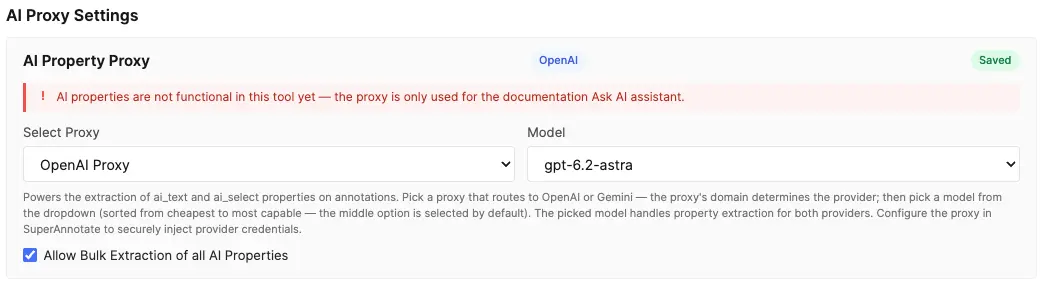 AI Proxy Settings
AI Property Proxy
OpenAI
Saved
! AI properties are not functional in this tool yet — the proxy is only used for the documentation Ask AI assistant.
Select Proxy
Model
OpenAI Proxy
gpt-6.2-astra
Powers the extraction of ai_text and ai_select properties on annotations. Pick a proxy that routes to OpenAI or Gemini — the proxy's domain determines the provider; then pick a model from
the dropdown (sorted from cheapest to most capable — the middle option is selected by default). The picked model handles property extraction for both providers. Configure the proxy in
SuperAnnotate to securely inject provider credentials.
Allow Bulk Extraction of all AI Properties